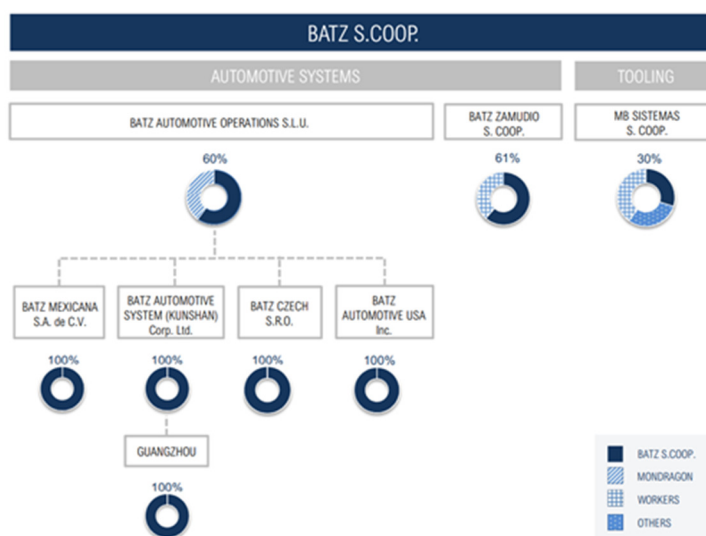 BATZ S.COOP.
AUTOMOTIVE SYSTEMS
TOOLING
BATZ AUTOMOTIVE OPERATIONS S.L.U.
BATZ ZAMUDIO
S. COOP.
MB SISTEMAS
S. COOP.
60%
61%
30%
BATZ MEXICANA
S.A. de C.V.
BATZ AUTOMOTIVE
SYSTEM (KUNSHAN)
Corp. Ltd.
BATZ CZECH
S.R.O.
BATZ
AUTOMOTIVE USA
Inc.
100%
100%
100%
100%
GUANGZHOU
100%
BATZ S.COOP.
MONDRAGON
WORKERS
OTHERS